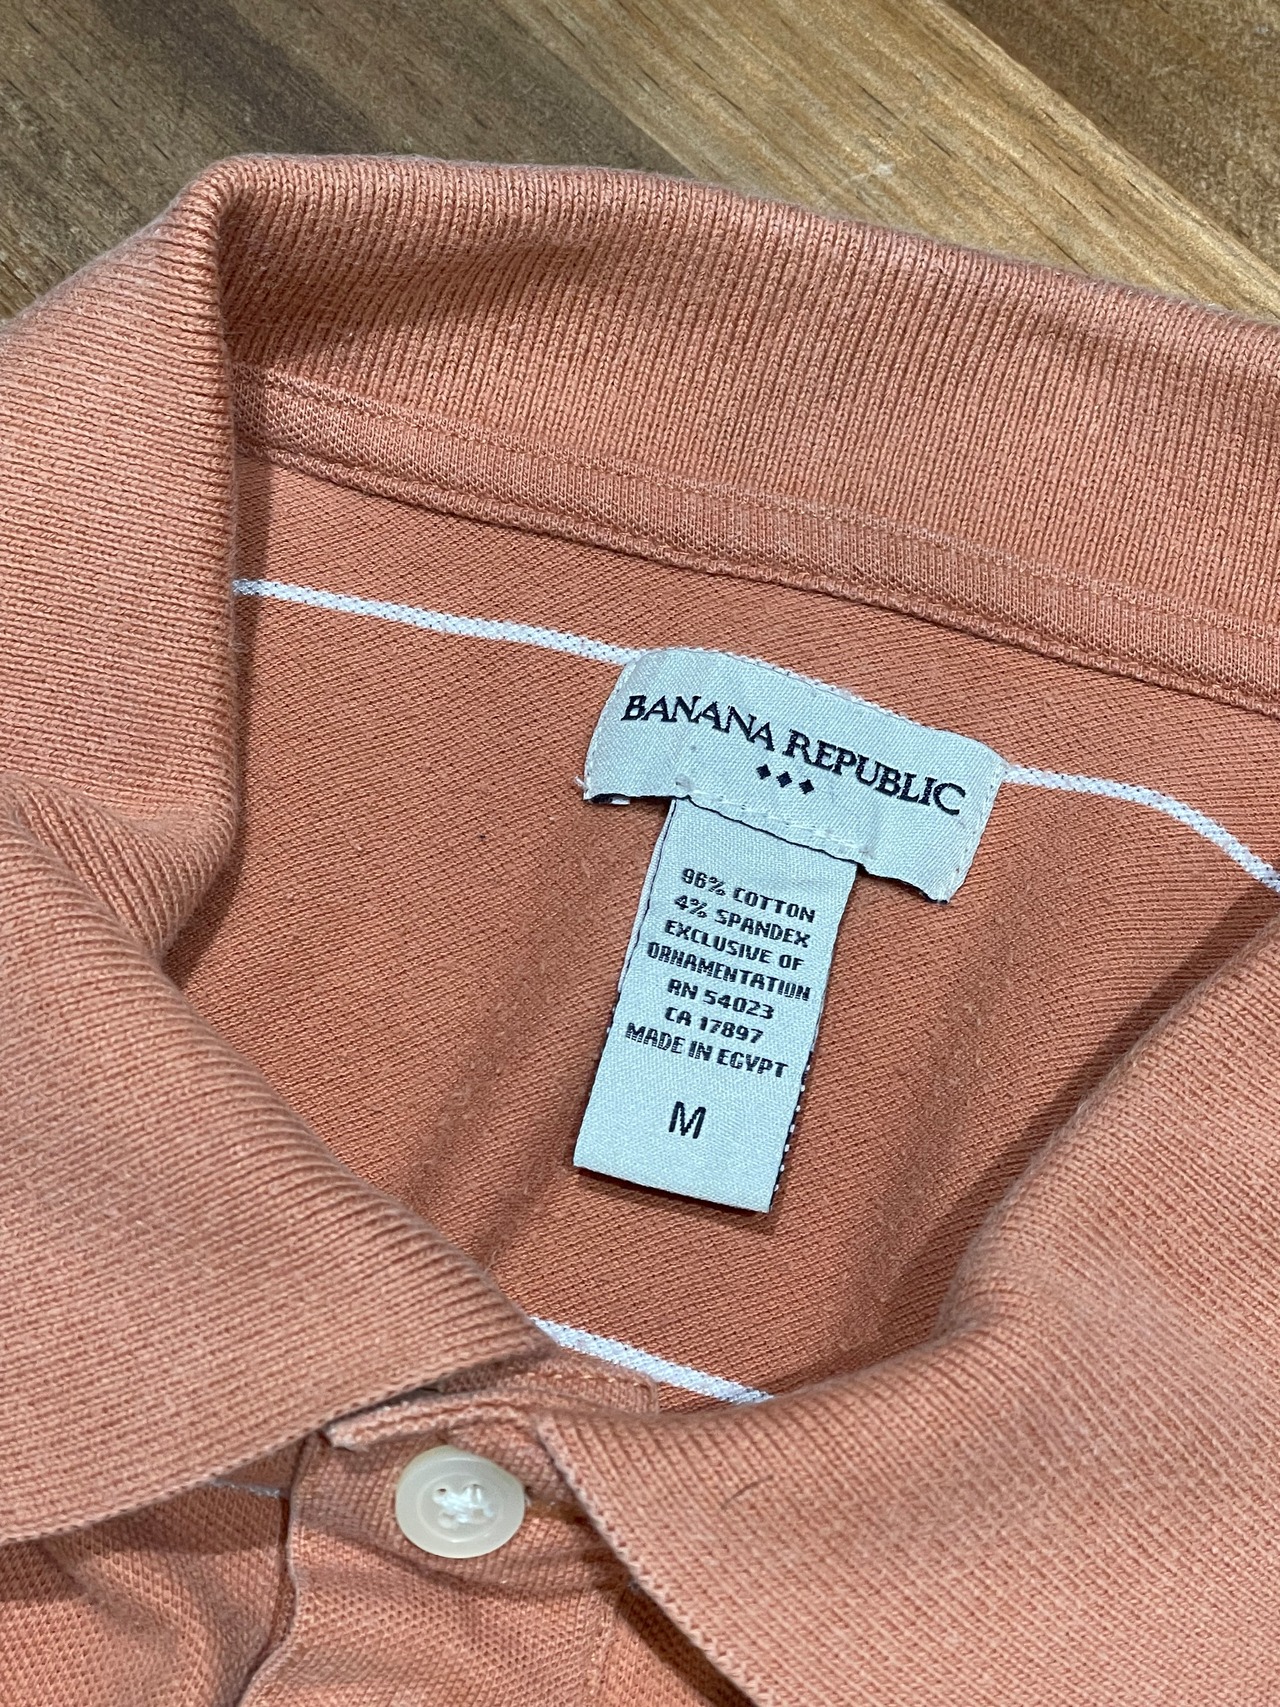 BANANA REPUBLIC
96% COTTON
4% SPANDEX
EXCLUSIVE OF
ORNAMENTATION
RN 54023
CA 17897
MADE IN EGYPT
M